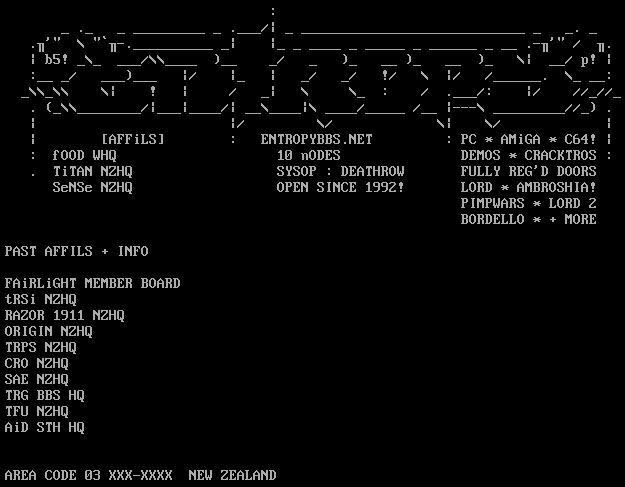 entropy
b5!
p!
[AFFiLS] : ENTROPYBBS.NET : PC * AMiGA * C64!
: fOOD WHQ 10 nODES DEMOS * CRACKTROS :
. TiTAN NZHQ SYSOP : DEATHROW FULLY REG'D DOORS
SeNSe NZHQ OPEN SINCE 1992! LORD * AMBROSHIA!
PIMPWARS * LORD 2
BORDELLO * + MORE
PAST AFFILS + INFO
FAiRLiGHT MEMBER BOARD
tRSi NZHQ
RAZOR 1911 NZHQ
ORIGIN NZHQ
TRPS NZHQ
CRO NZHQ
SAE NZHQ
TRG BBS HQ
TFU NZHQ
AiD STH HQ
AREA CODE 03 XXX-XXXX NEW ZEALAND